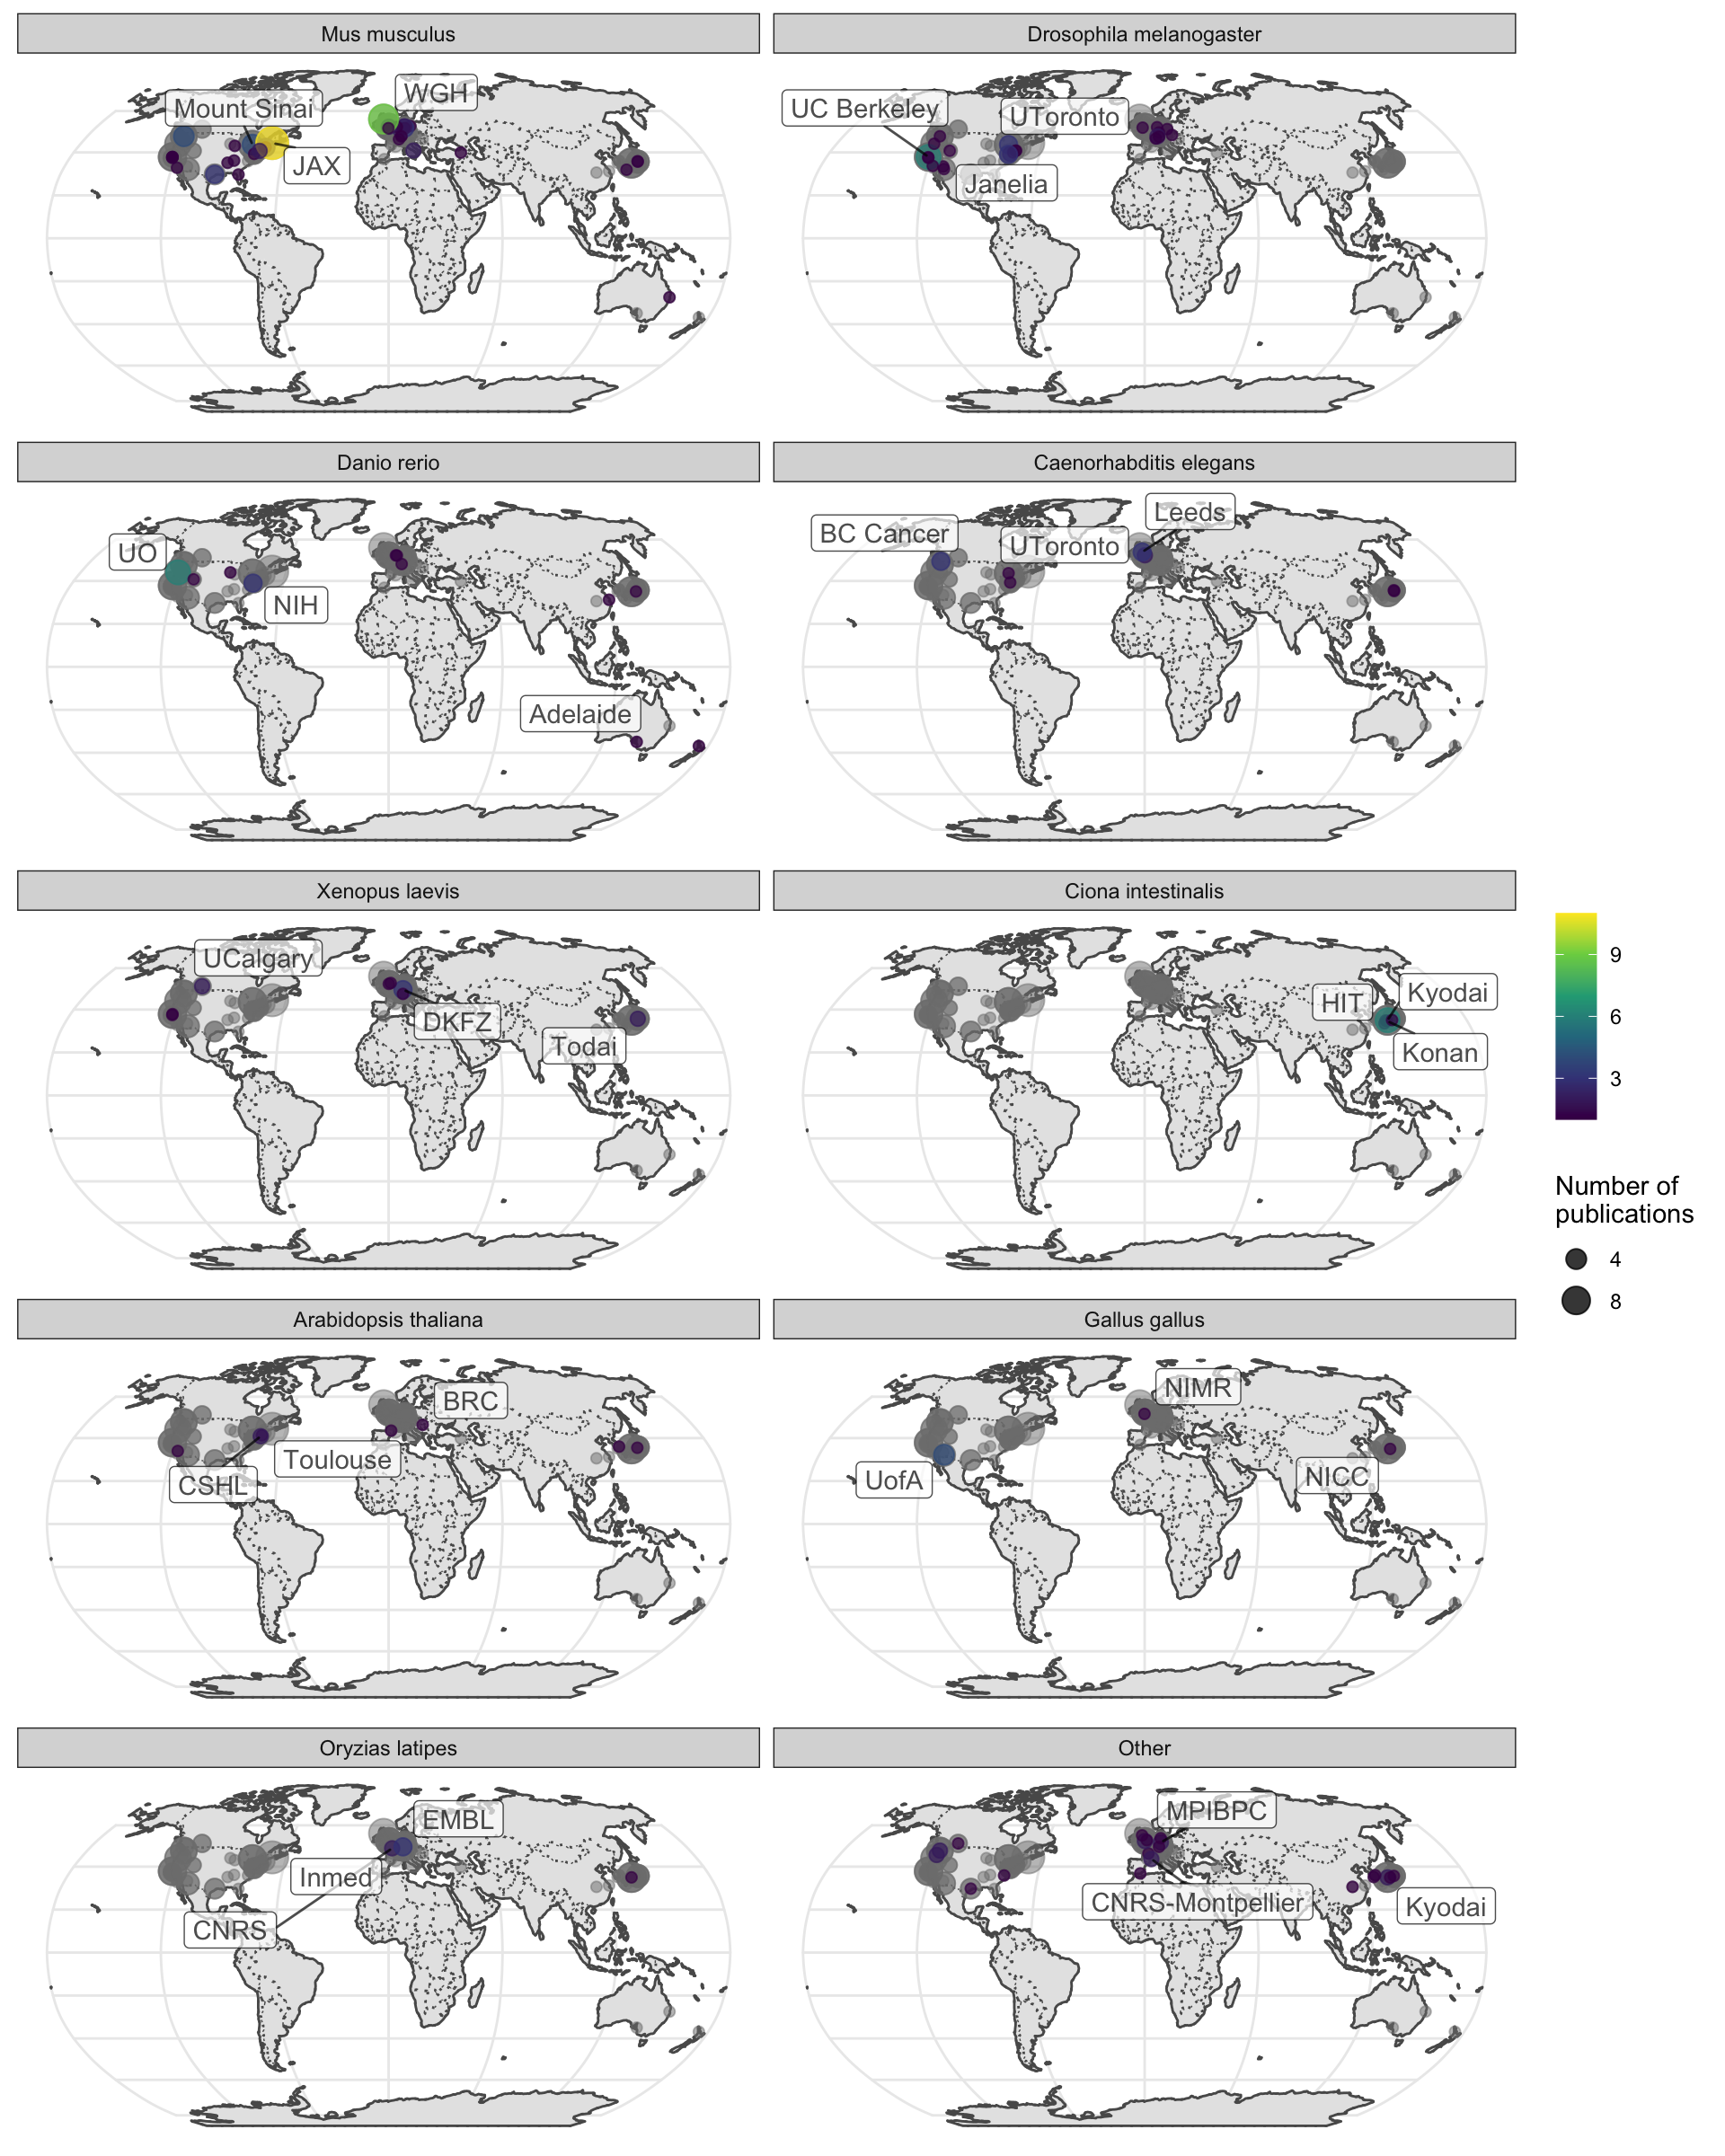 Mus musculus
Drosophila melanogaster
WGH
Mount Sinai
JAX
UC Berkeley
UToronto
Janelia
Danio rerio
Caenorhabditis elegans
UO
NIH
Adelaide
BC Cancer
UToronto
Leeds
Xenopus laevis
Ciona intestinalis
UCalgary
DKFZ
Todai
HIT
Kyodai
Konan
9
6
3
Number of
publications
4
8
Arabidopsis thaliana
Gallus gallus
BRC
Toulouse
CSHL
NIMR
UofA
NICC
Oryzias latipes
Other
EMBL
Inmed
CNRS
MPIBPC
CNRS-Montpellier
Kyodai